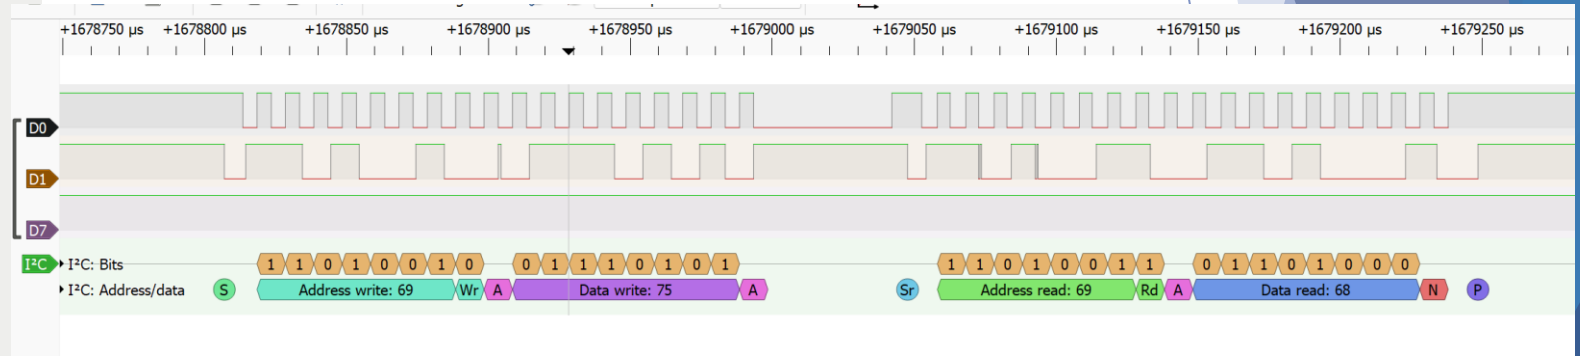 +1678750 µs +1678800 µs +1678850 µs +1678900 µs +1678950 µs +1679000 µs +1679050 µs +1679100 µs +1679150 µs +1679200 µs +1679250 µs
D0
D1
D7
I²C I²C: Bits 1 1 0 1 0 0 1 0 0 1 1 1 0 1 0 1 1 1 0 1 0 0 1 1 0 1 1 0 1 0 0 0
I²C: Address/data S Address write: 69 Wr A Data write: 75 A Sr Address read: 69 Rd A Data read: 68 N P